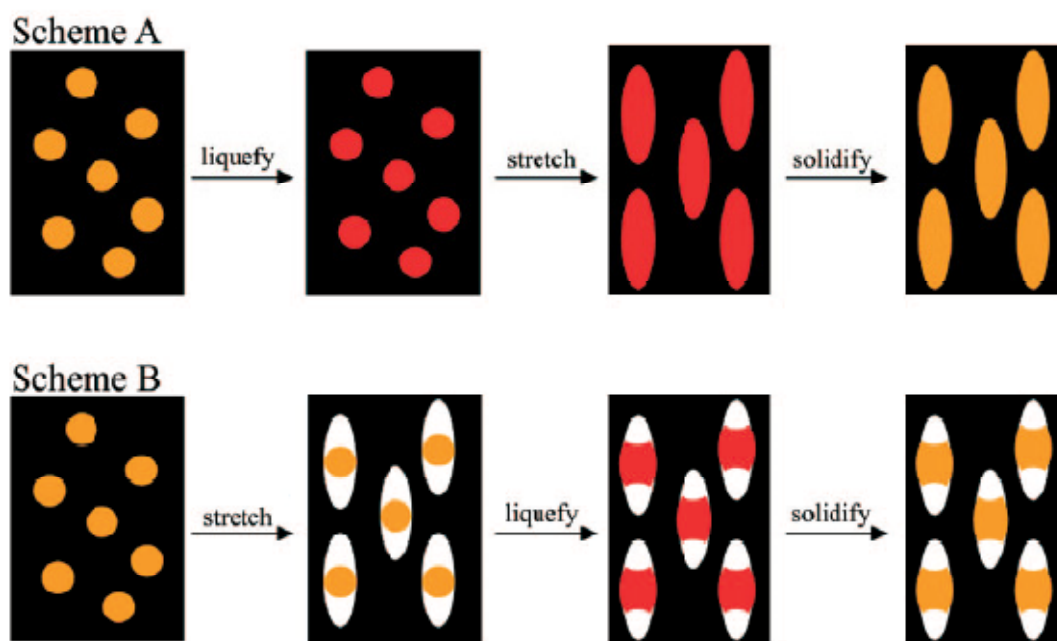 Scheme A
liquefy
stretch
solidify
Scheme B
stretch
liquefy
solidify